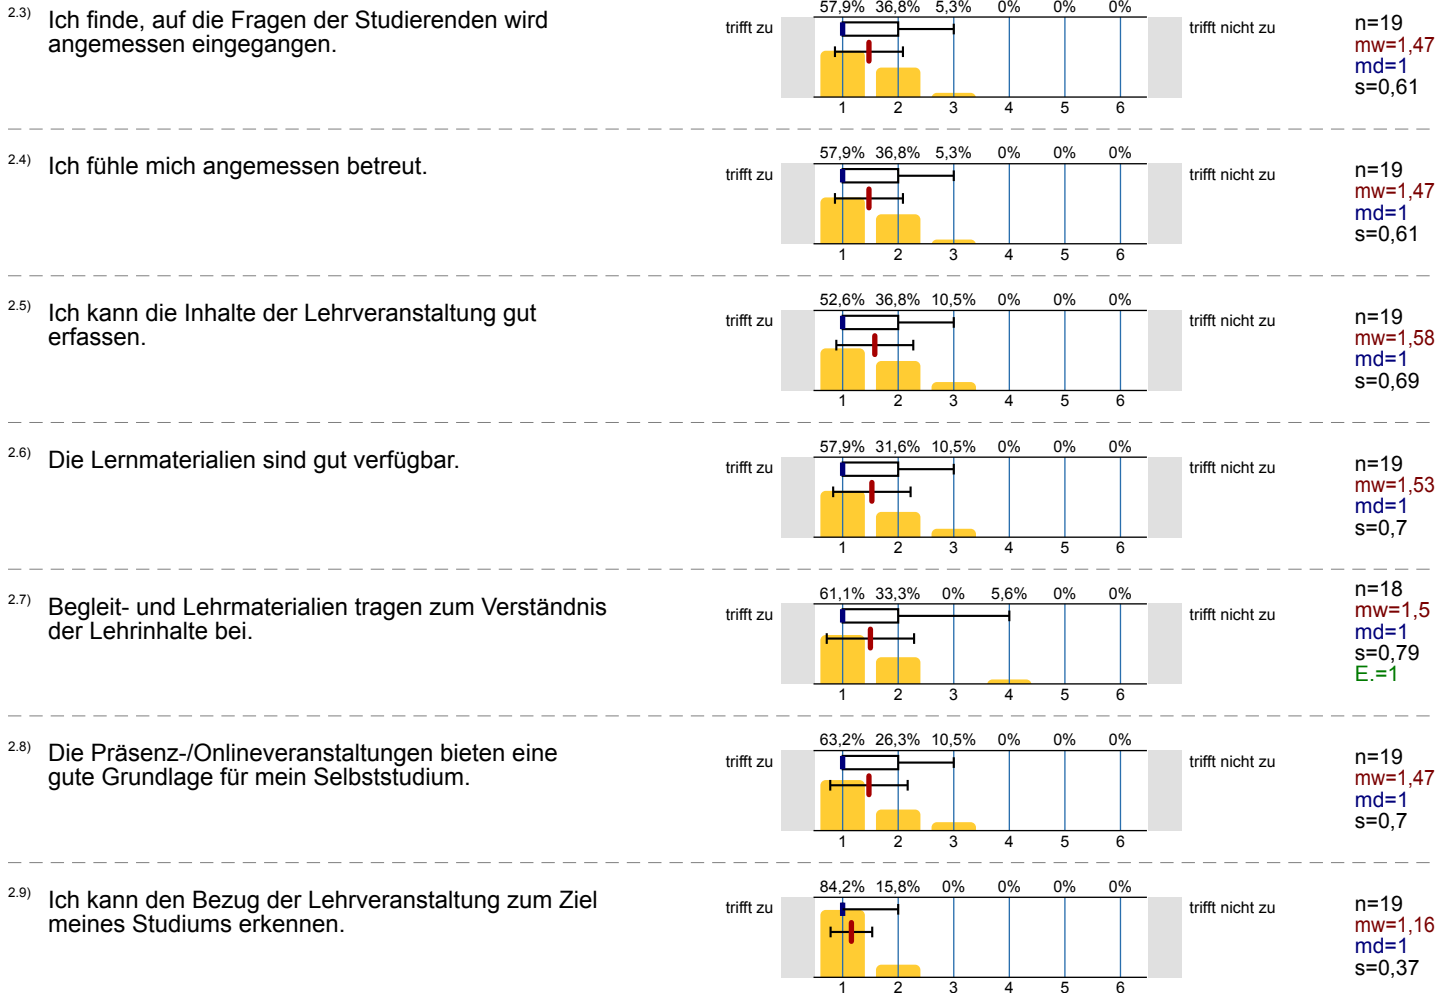 2.3) Ich finde, auf die Fragen der Studierenden wird
angemessen eingegangen.
57,9% 36,8% 5,3% 0% 0% 0%
trifft zu
trifft nicht zu
1 2 3 4 5 6
n=19
mw=1,47
md=1
s=0,61
2.4) Ich fühle mich angemessen betreut.
57,9% 36,8% 5,3% 0% 0% 0%
trifft zu
trifft nicht zu
1 2 3 4 5 6
n=19
mw=1,47
md=1
s=0,61
2.5) Ich kann die Inhalte der Lehrveranstaltung gut
erfassen.
52,6% 36,8% 10,5% 0% 0% 0%
trifft zu
trifft nicht zu
1 2 3 4 5 6
n=19
mw=1,58
md=1
s=0,69
2.6) Die Lernmaterialien sind gut verfügbar.
57,9% 31,6% 10,5% 0% 0% 0%
trifft zu
trifft nicht zu
1 2 3 4 5 6
n=19
mw=1,53
md=1
s=0,7
2.7) Begleit- und Lehrmaterialien tragen zum Verständnis
der Lehrinhalte bei.
61,1% 33,3% 0% 5,6% 0% 0%
trifft zu
trifft nicht zu
1 2 3 4 5 6
n=18
mw=1,5
md=1
s=0,79
E.=1
2.8) Die Präsenz-/Onlineveranstaltungen bieten eine
gute Grundlage für mein Selbststudium.
63,2% 26,3% 10,5% 0% 0% 0%
trifft zu
trifft nicht zu
1 2 3 4 5 6
n=19
mw=1,47
md=1
s=0,7
2.9) Ich kann den Bezug der Lehrveranstaltung zum Ziel
meines Studiums erkennen.
84,2% 15,8% 0% 0% 0% 0%
trifft zu
trifft nicht zu
1 2 3 4 5 6
n=19
mw=1,16
md=1
s=0,37